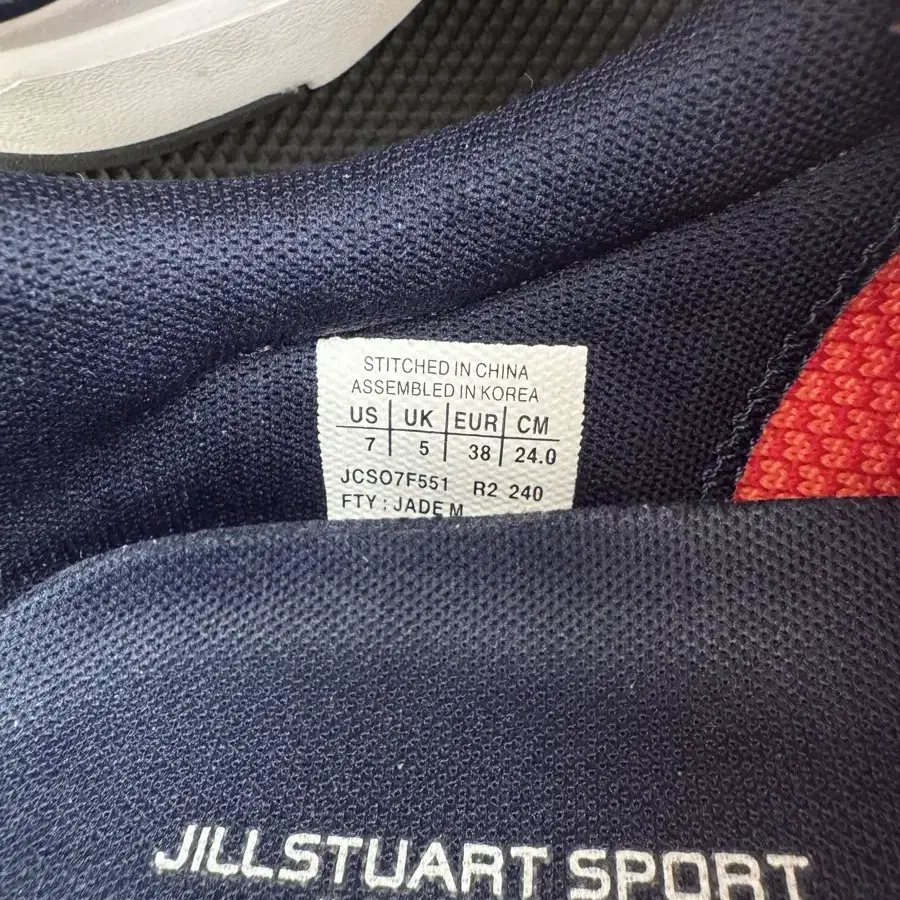 STITCHED IN CHINA
ASSEMBLED IN KOREA
US UK EUR CM
7 5 38 24.0
JCSO7F551 R2 240
FTY : JADE M
JILLSTUART SPORT